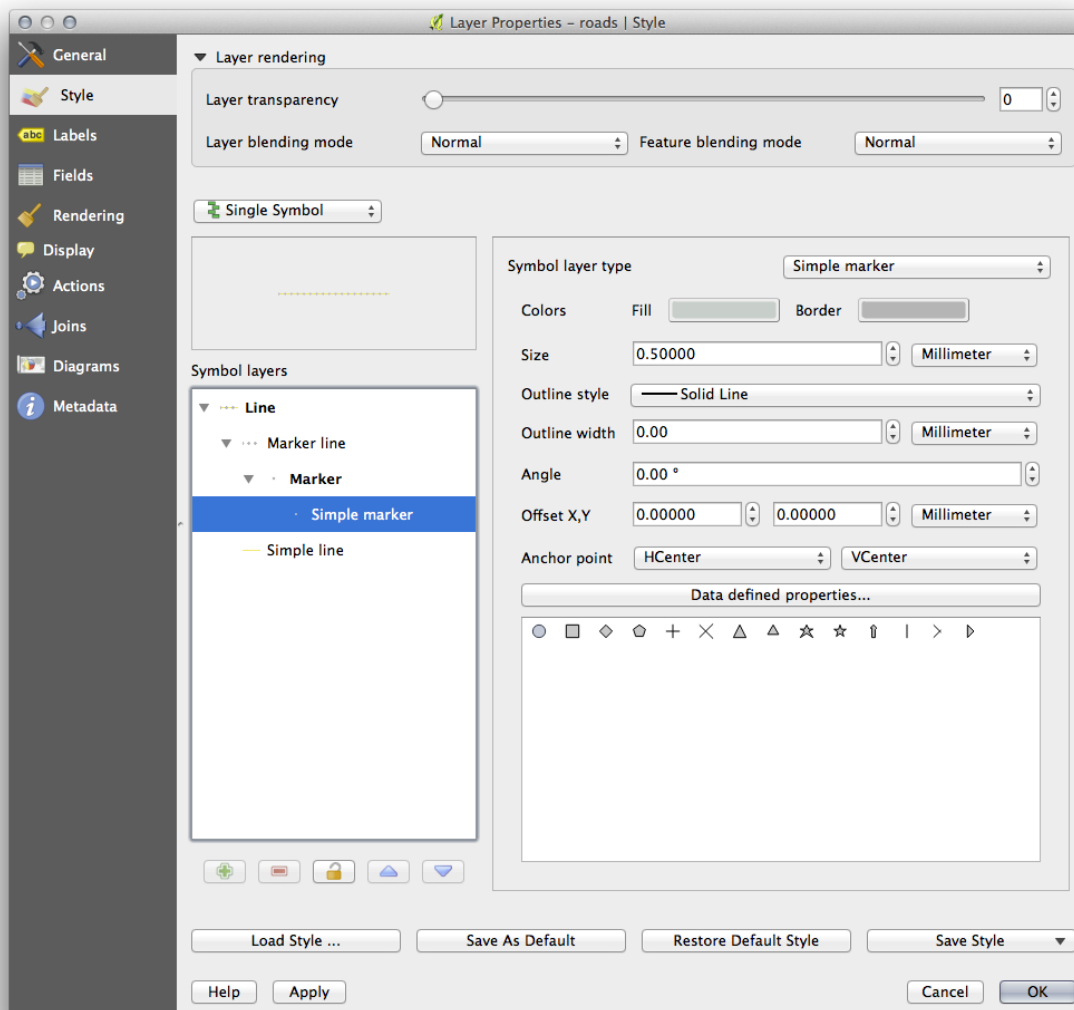 Layer Properties – roads | Style
General
Style
abc Labels
Fields
Rendering
Display
Actions
Joins
Diagrams
Metadata
Layer rendering
Layer transparency 0
Layer blending mode Normal Feature blending mode Normal
Single Symbol
Symbol layers
Line
Marker line
Marker
Simple marker
Simple line
Symbol layer type Simple marker
Colors Fill Border
Size 0.50000 Millimeter
Outline style Solid Line
Outline width 0.00 Millimeter
Angle 0.00 °
Offset X,Y 0.00000 0.00000 Millimeter
Anchor point HCenter VCenter
Data defined properties...
Load Style ... Save As Default Restore Default Style Save Style
Help Apply Cancel OK